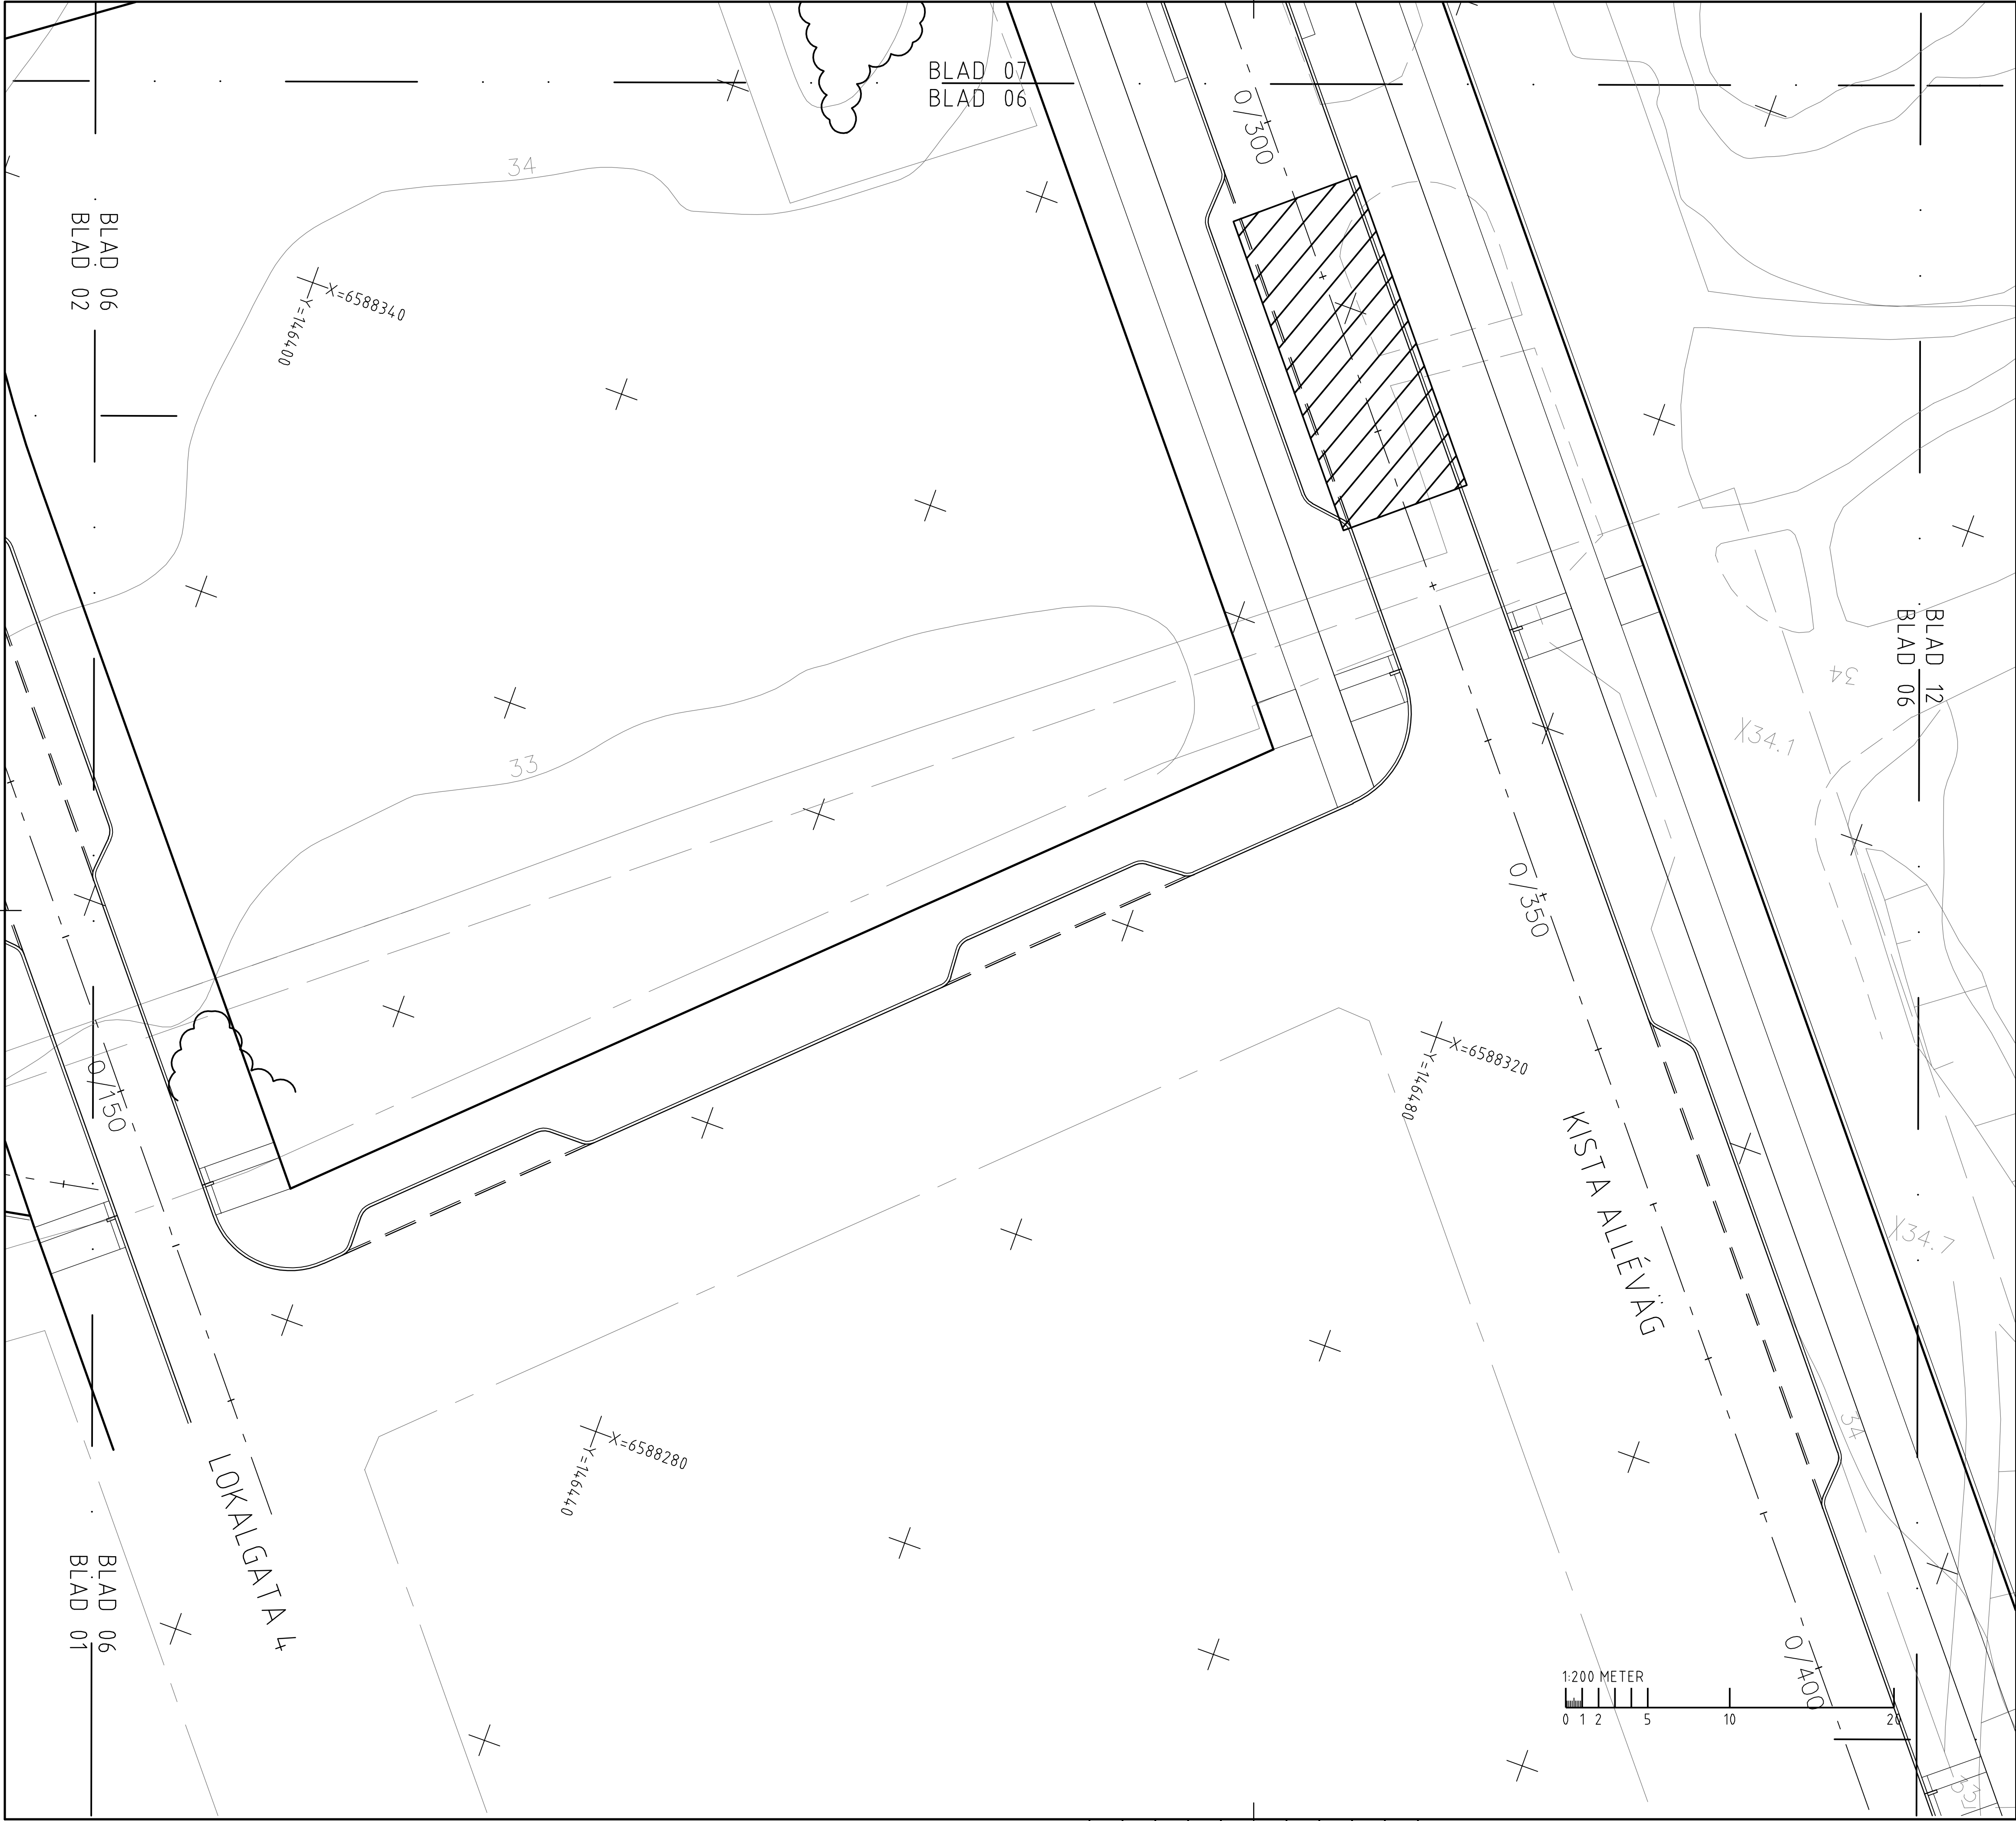 BLAD 07
BLAD 06
0/300
34
BLAD 06
BLAD 02
X=6588340
Y=146400
BLAD 12
BLAD 06
34
X34.1
33
0/350
X=6588320
Y=146480
0/150
KISTA ALLÉVÄG
X34.7
34
X=6588280
Y=146440
LOKALGATA 4
BLAD 06
BLAD 01
0/400
1:200 METER
0 1 2 5 10 20
33